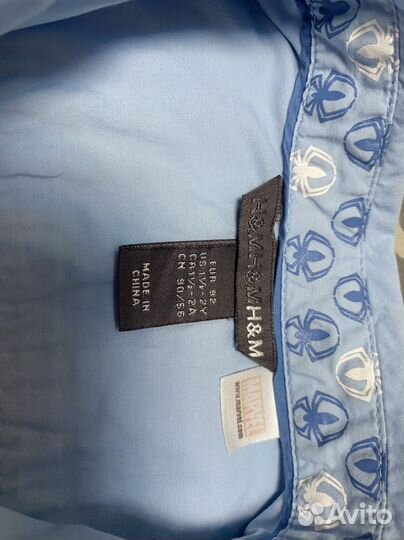 H&M H&M H&M
EUR 92
US 1½ - 2Y
CA 1½ - 2A
CN 90/56
MADE IN
CHINA
MARVEL
www.marvel.com
Avito